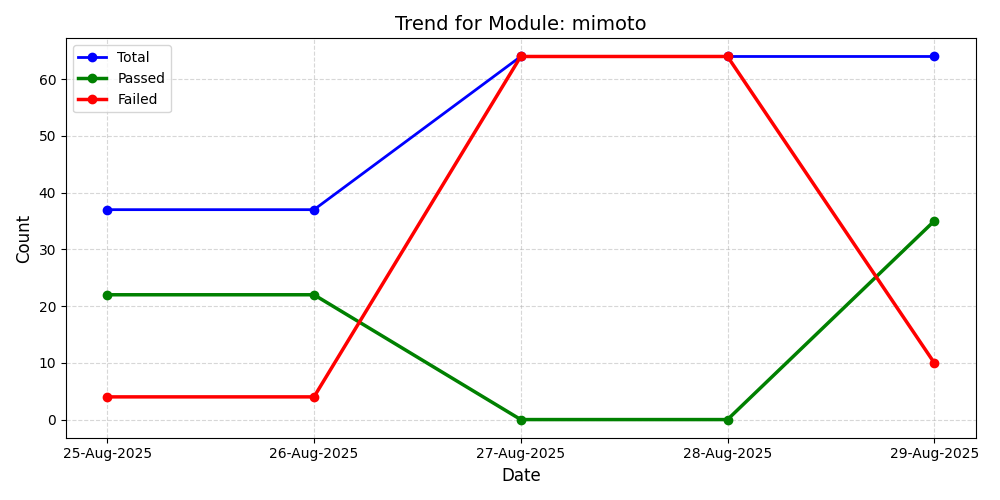 Trend for Module: mimoto
Total
Passed
Failed
Count
60
50
40
30
20
10
0
25-Aug-2025 26-Aug-2025 27-Aug-2025 28-Aug-2025 29-Aug-2025
Date